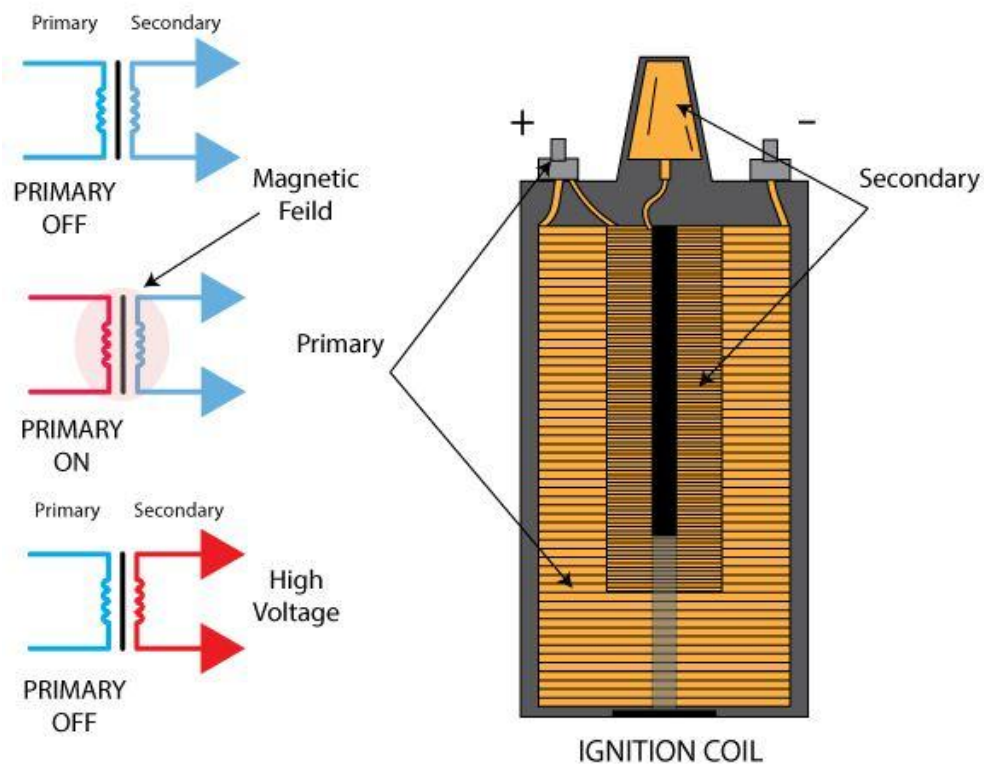 Primary Secondary
PRIMARY
OFF
Magnetic
Feild
PRIMARY
ON
Primary Secondary
High
Voltage
PRIMARY
OFF
+
-
Secondary
Primary
IGNITION COIL